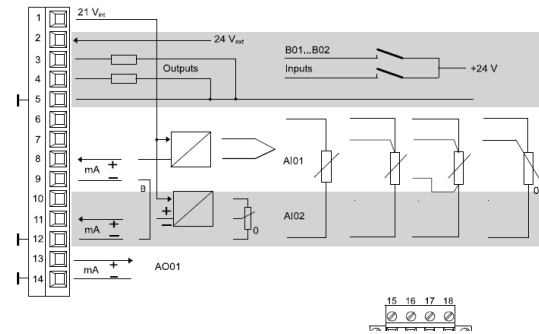 1 21 Vint
2 24 Vext
3 B01...B02
Outputs Inputs +24 V
4
5
6
7
8 AI01
mA + −
9 B 0
10 +
11 − AI02
mA + − 0
12
13 AO01
mA + −
14
15 16 17 18